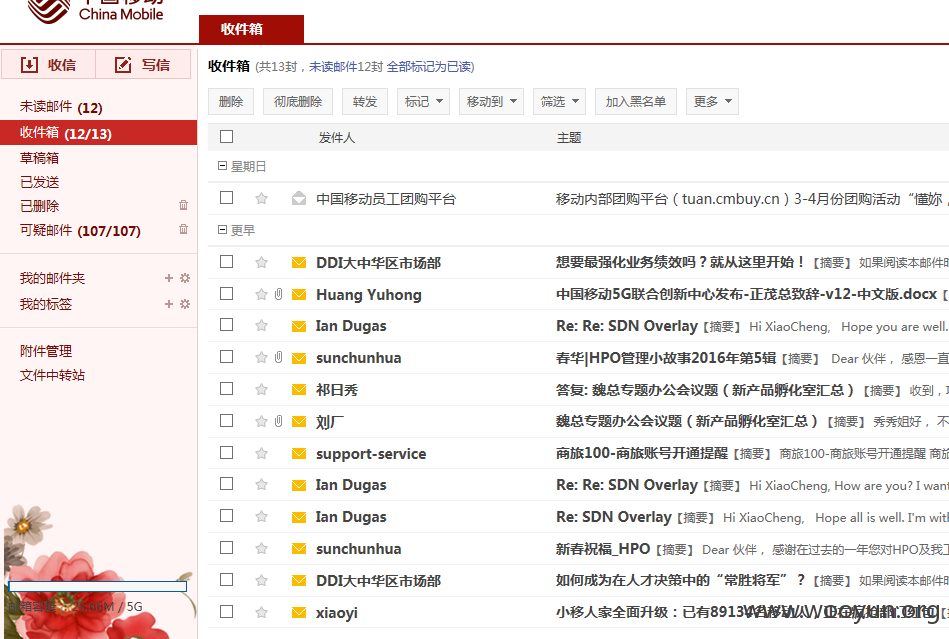 中国移动
China Mobile
收件箱
收信 写信
收件箱 (共13封，未读邮件12封 全部标记为已读)
未读邮件 (12)
收件箱 (12/13)
草稿箱
已发送
已删除
可疑邮件 (107/107)
我的邮件夹
我的标签
附件管理
文件中转站
删除 彻底删除 转发 标记 移动到 筛选 加入黑名单 更多
发件人 主题
星期日
中国移动员工团购平台 移动内部团购平台（tuan.cmbuy.cn）3-4月份团购活动“懂妳，
更早
DDI大中华区市场部 想要最强化业务绩效吗？就从这里开始！【摘要】 如果阅读本邮件时
Huang Yuhong 中国移动5G联合创新中心发布-正茂总致辞-v12-中文版.docx【
Ian Dugas Re: Re: SDN Overlay【摘要】 Hi XiaoCheng, Hope you are well.
sunchunhua 春华|HPO管理小故事2016年第5辑【摘要】 Dear 伙伴， 感恩一直
祁日秀 答复: 魏总专题办公会议题（新产品孵化室汇总）【摘要】 收到，
刘厂 魏总专题办公会议题（新产品孵化室汇总）【摘要】 秀秀姐好， 不
support-service 商旅100-商旅账号开通提醒【摘要】 商旅100-商旅账号开通提醒 商旅
Ian Dugas Re: Re: SDN Overlay【摘要】 Hi XiaoCheng, How are you? I want
Ian Dugas Re: SDN Overlay【摘要】 Hi XiaoCheng, Hope all is well. I'm with
sunchunhua 新春祝福_HPO【摘要】 Dear 伙伴， 感谢在过去的一年您对HPO及我工
DDI大中华区市场部 如何成为在人才决策中的“常胜将军”？【摘要】 如果阅读本邮件时
xiaoyi 小移人家全面升级：已有89134名移动人
/ 5G
www.wooyun.org